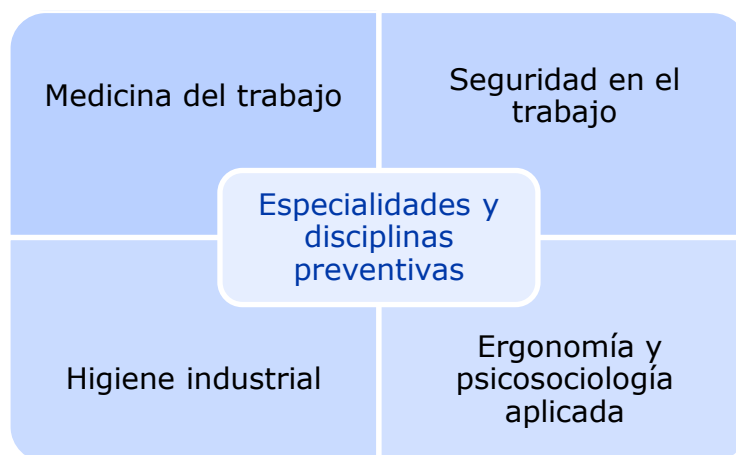 Medicina del trabajo
Seguridad en el
trabajo
Especialidades y
disciplinas
preventivas
Higiene industrial
Ergonomía y
psicosociología
aplicada